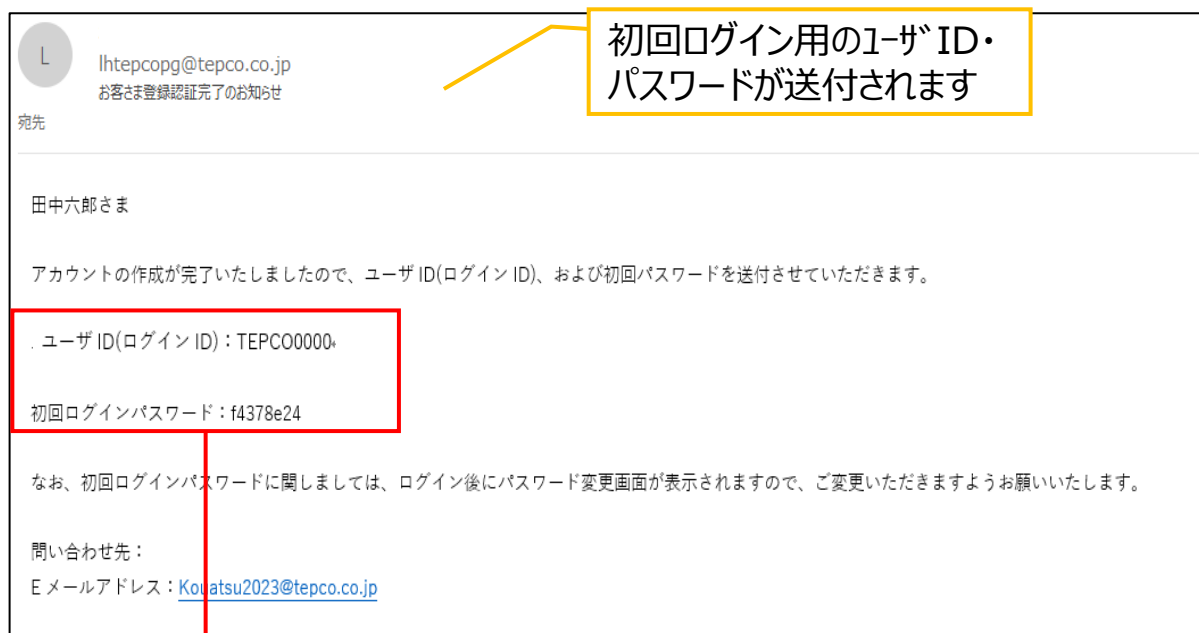 L
lhtepcopg@tepco.co.jp
お客さま登録認証完了のお知らせ
初回ログイン用のﾕｰｻﾞID・
パスワードが送付されます
宛先
田中六郎さま
アカウントの作成が完了いたしましたので、ユーザ ID(ログイン ID)、および初回パスワードを送付させていただきます。
. ユーザ ID(ログイン ID)：TEPCO0000
初回ログインパスワード：f4378e24
なお、初回ログインパスワードに関しましては、ログイン後にパスワード変更画面が表示されますので、ご変更いただきますようお願いいたします。
問い合わせ先：
E メールアドレス：Kouatsu2023@tepco.co.jp